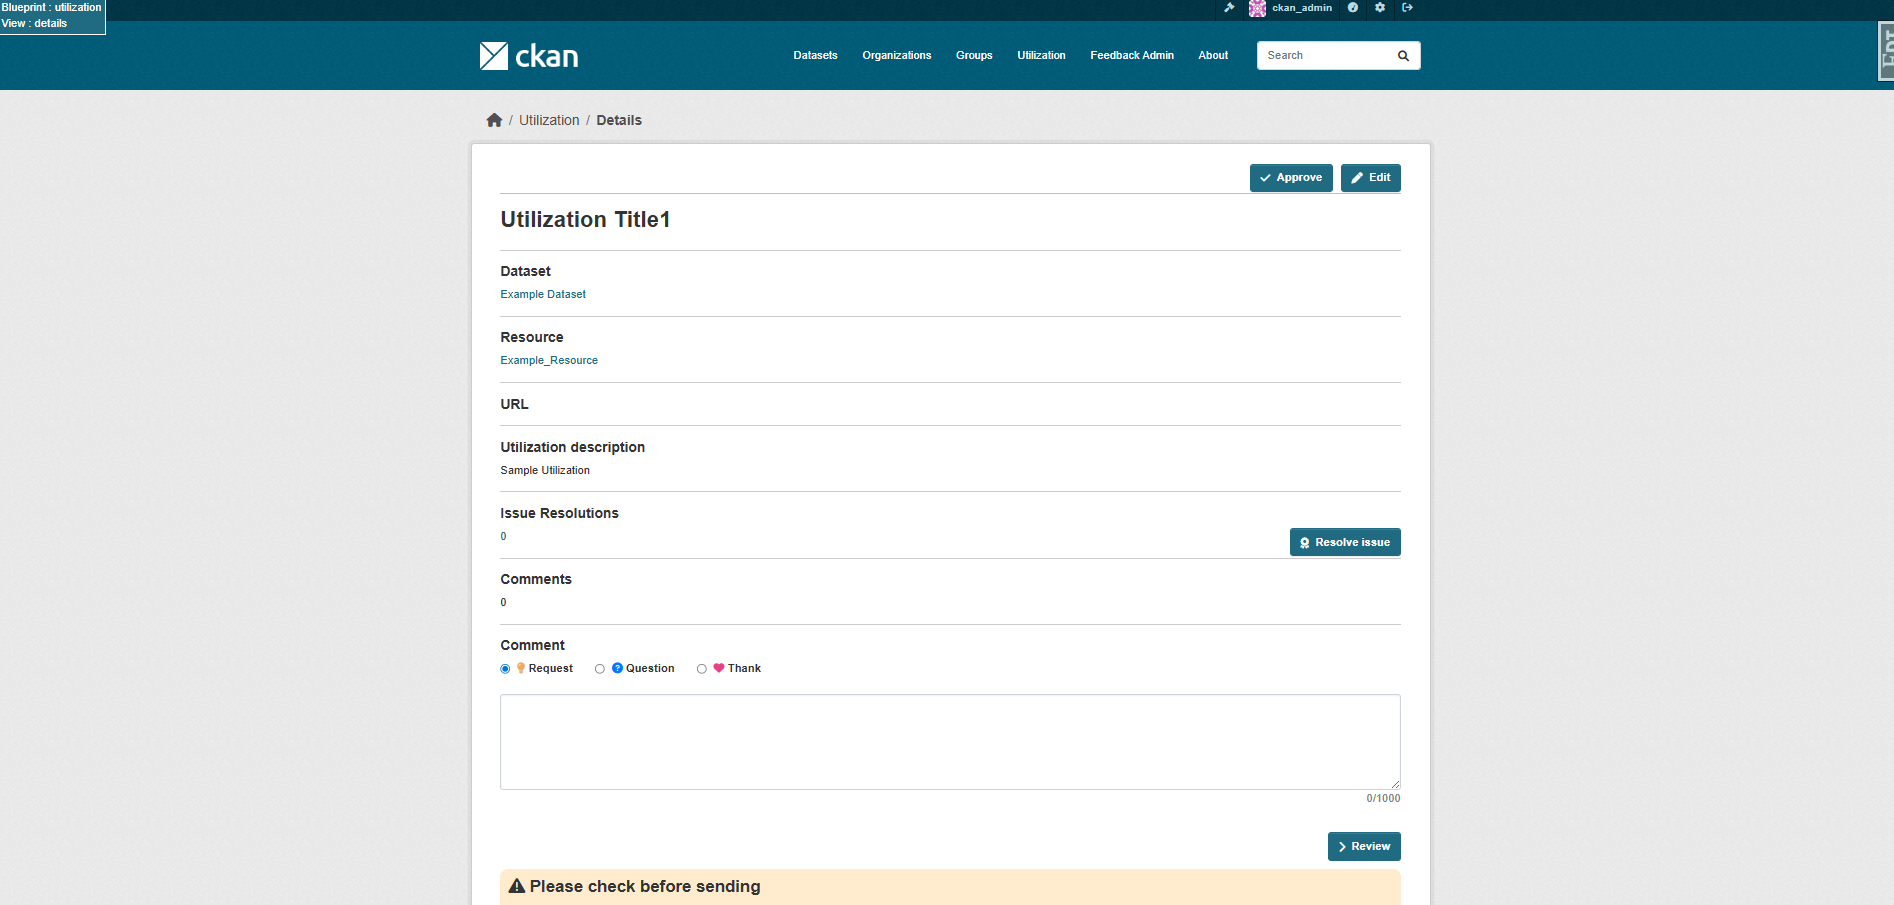 Blueprint : utilization
View : details
ckan_admin
ckan
Datasets
Organizations
Groups
Utilization
Feedback Admin
About
Search
/ Utilization / Details
Approve
Edit
Utilization Title1
Dataset
Example Dataset
Resource
Example_Resource
URL
Utilization description
Sample Utilization
Issue Resolutions
0
Resolve issue
Comments
0
Comment
Request
Question
Thank
0/1000
Review
Please check before sending